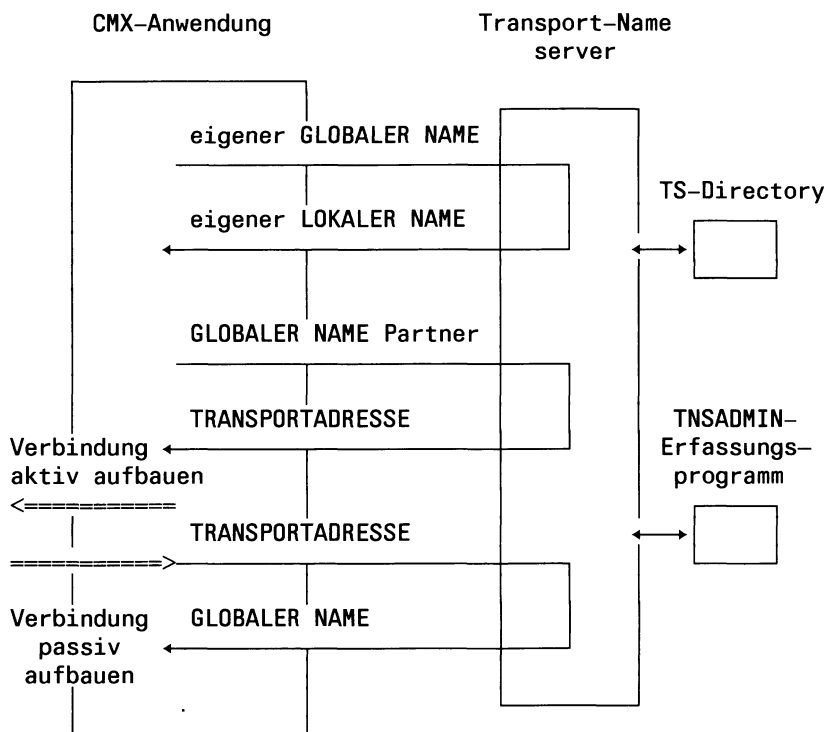 CMX–Anwendung
Transport–Name
server
eigener GLOBALER NAME
TS–Directory
eigener LOKALER NAME
GLOBALER NAME Partner
TRANSPORTADRESSE
TNSADMIN–
Erfassungs–
programm
Verbindung
aktiv aufbauen
<==========
TRANSPORTADRESSE
==========>
Verbindung
passiv
aufbauen
GLOBALER NAME